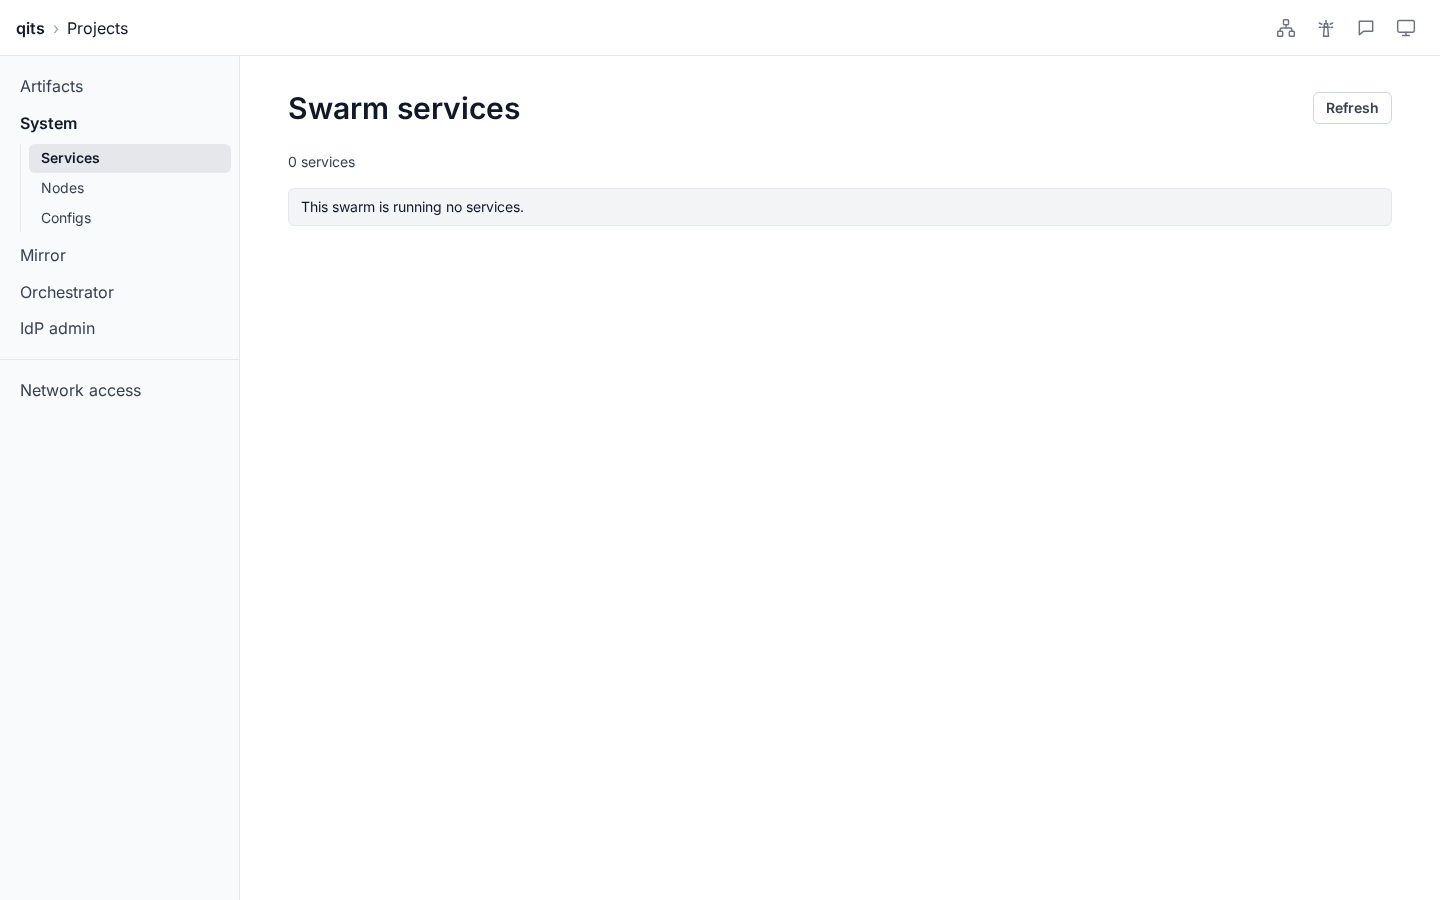 qits › Projects
Artifacts
System
Services
Nodes
Configs
Mirror
Orchestrator
IdP admin
Network access
Swarm services
Refresh
0 services
This swarm is running no services.